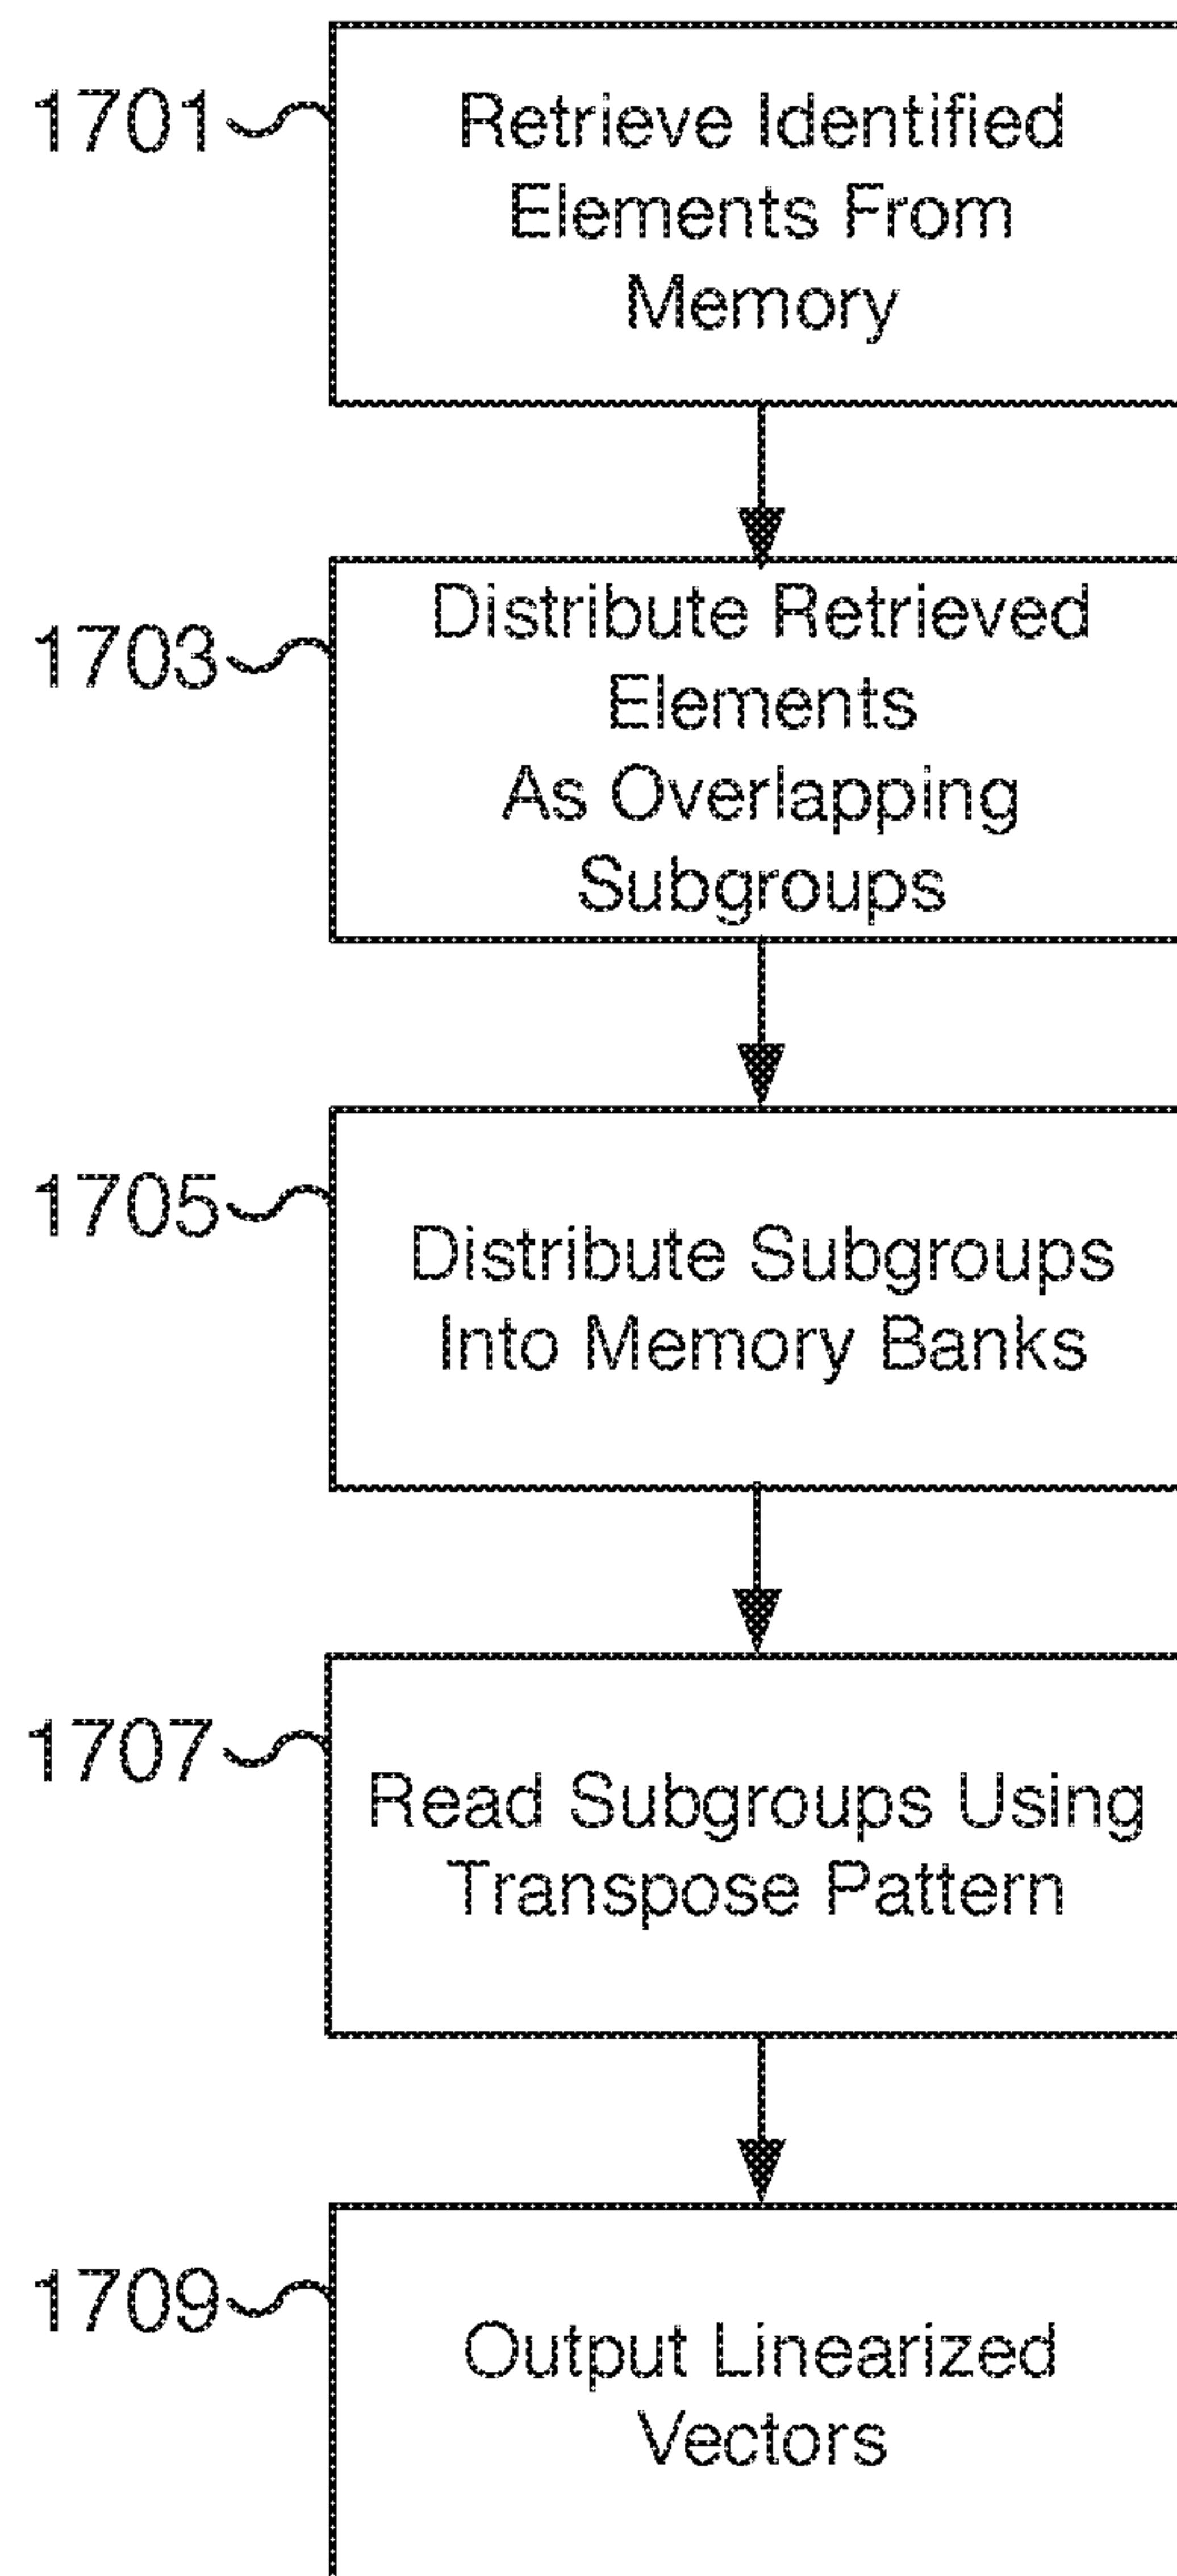 1701
Retrieve Identified
Elements From
Memory
1703
Distribute Retrieved
Elements
As Overlapping
Subgroups
1705
Distribute Subgroups
Into Memory Banks
1707
Read Subgroups Using
Transpose Pattern
1709
Output Linearized
Vectors